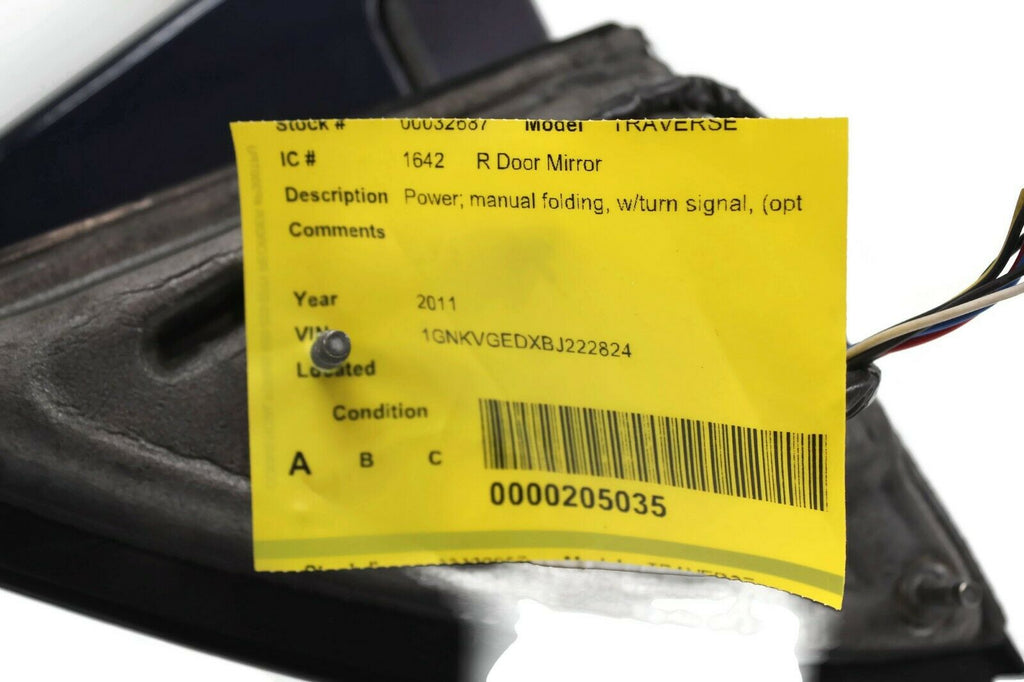 Stock # 00032687 Model TRAVERSE
IC # 1642 R Door Mirror
Description Power, manual folding, w/turn signal, (opt
Comments
Year 2011
VIN 1GNKVGEDXBJ222824
Located
Condition
A B C
0000205035